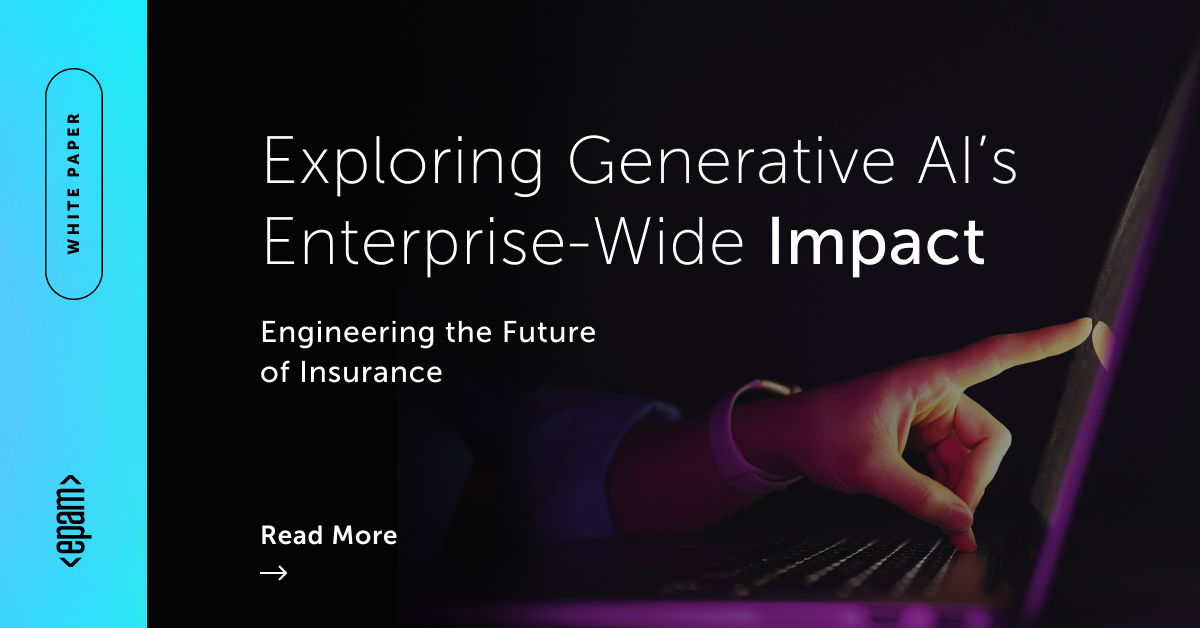 WHITE PAPER
<epam>
Exploring Generative AI’s
Enterprise-Wide Impact
Engineering the Future
of Insurance
Read More
→